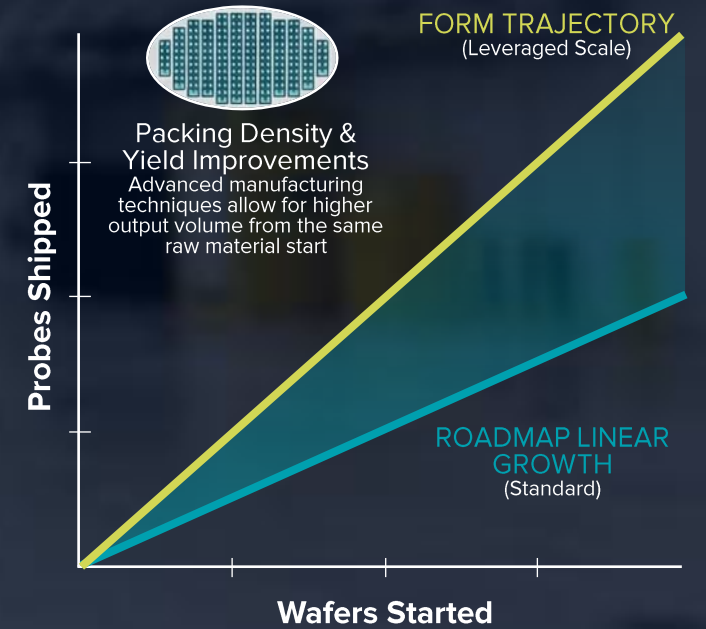 FORM TRAJECTORY
(Leveraged Scale)
Packing Density &
Yield Improvements
Advanced manufacturing
techniques allow for higher
output volume from the same
raw material start
Probes Shipped
ROADMAP LINEAR
GROWTH
(Standard)
Wafers Started